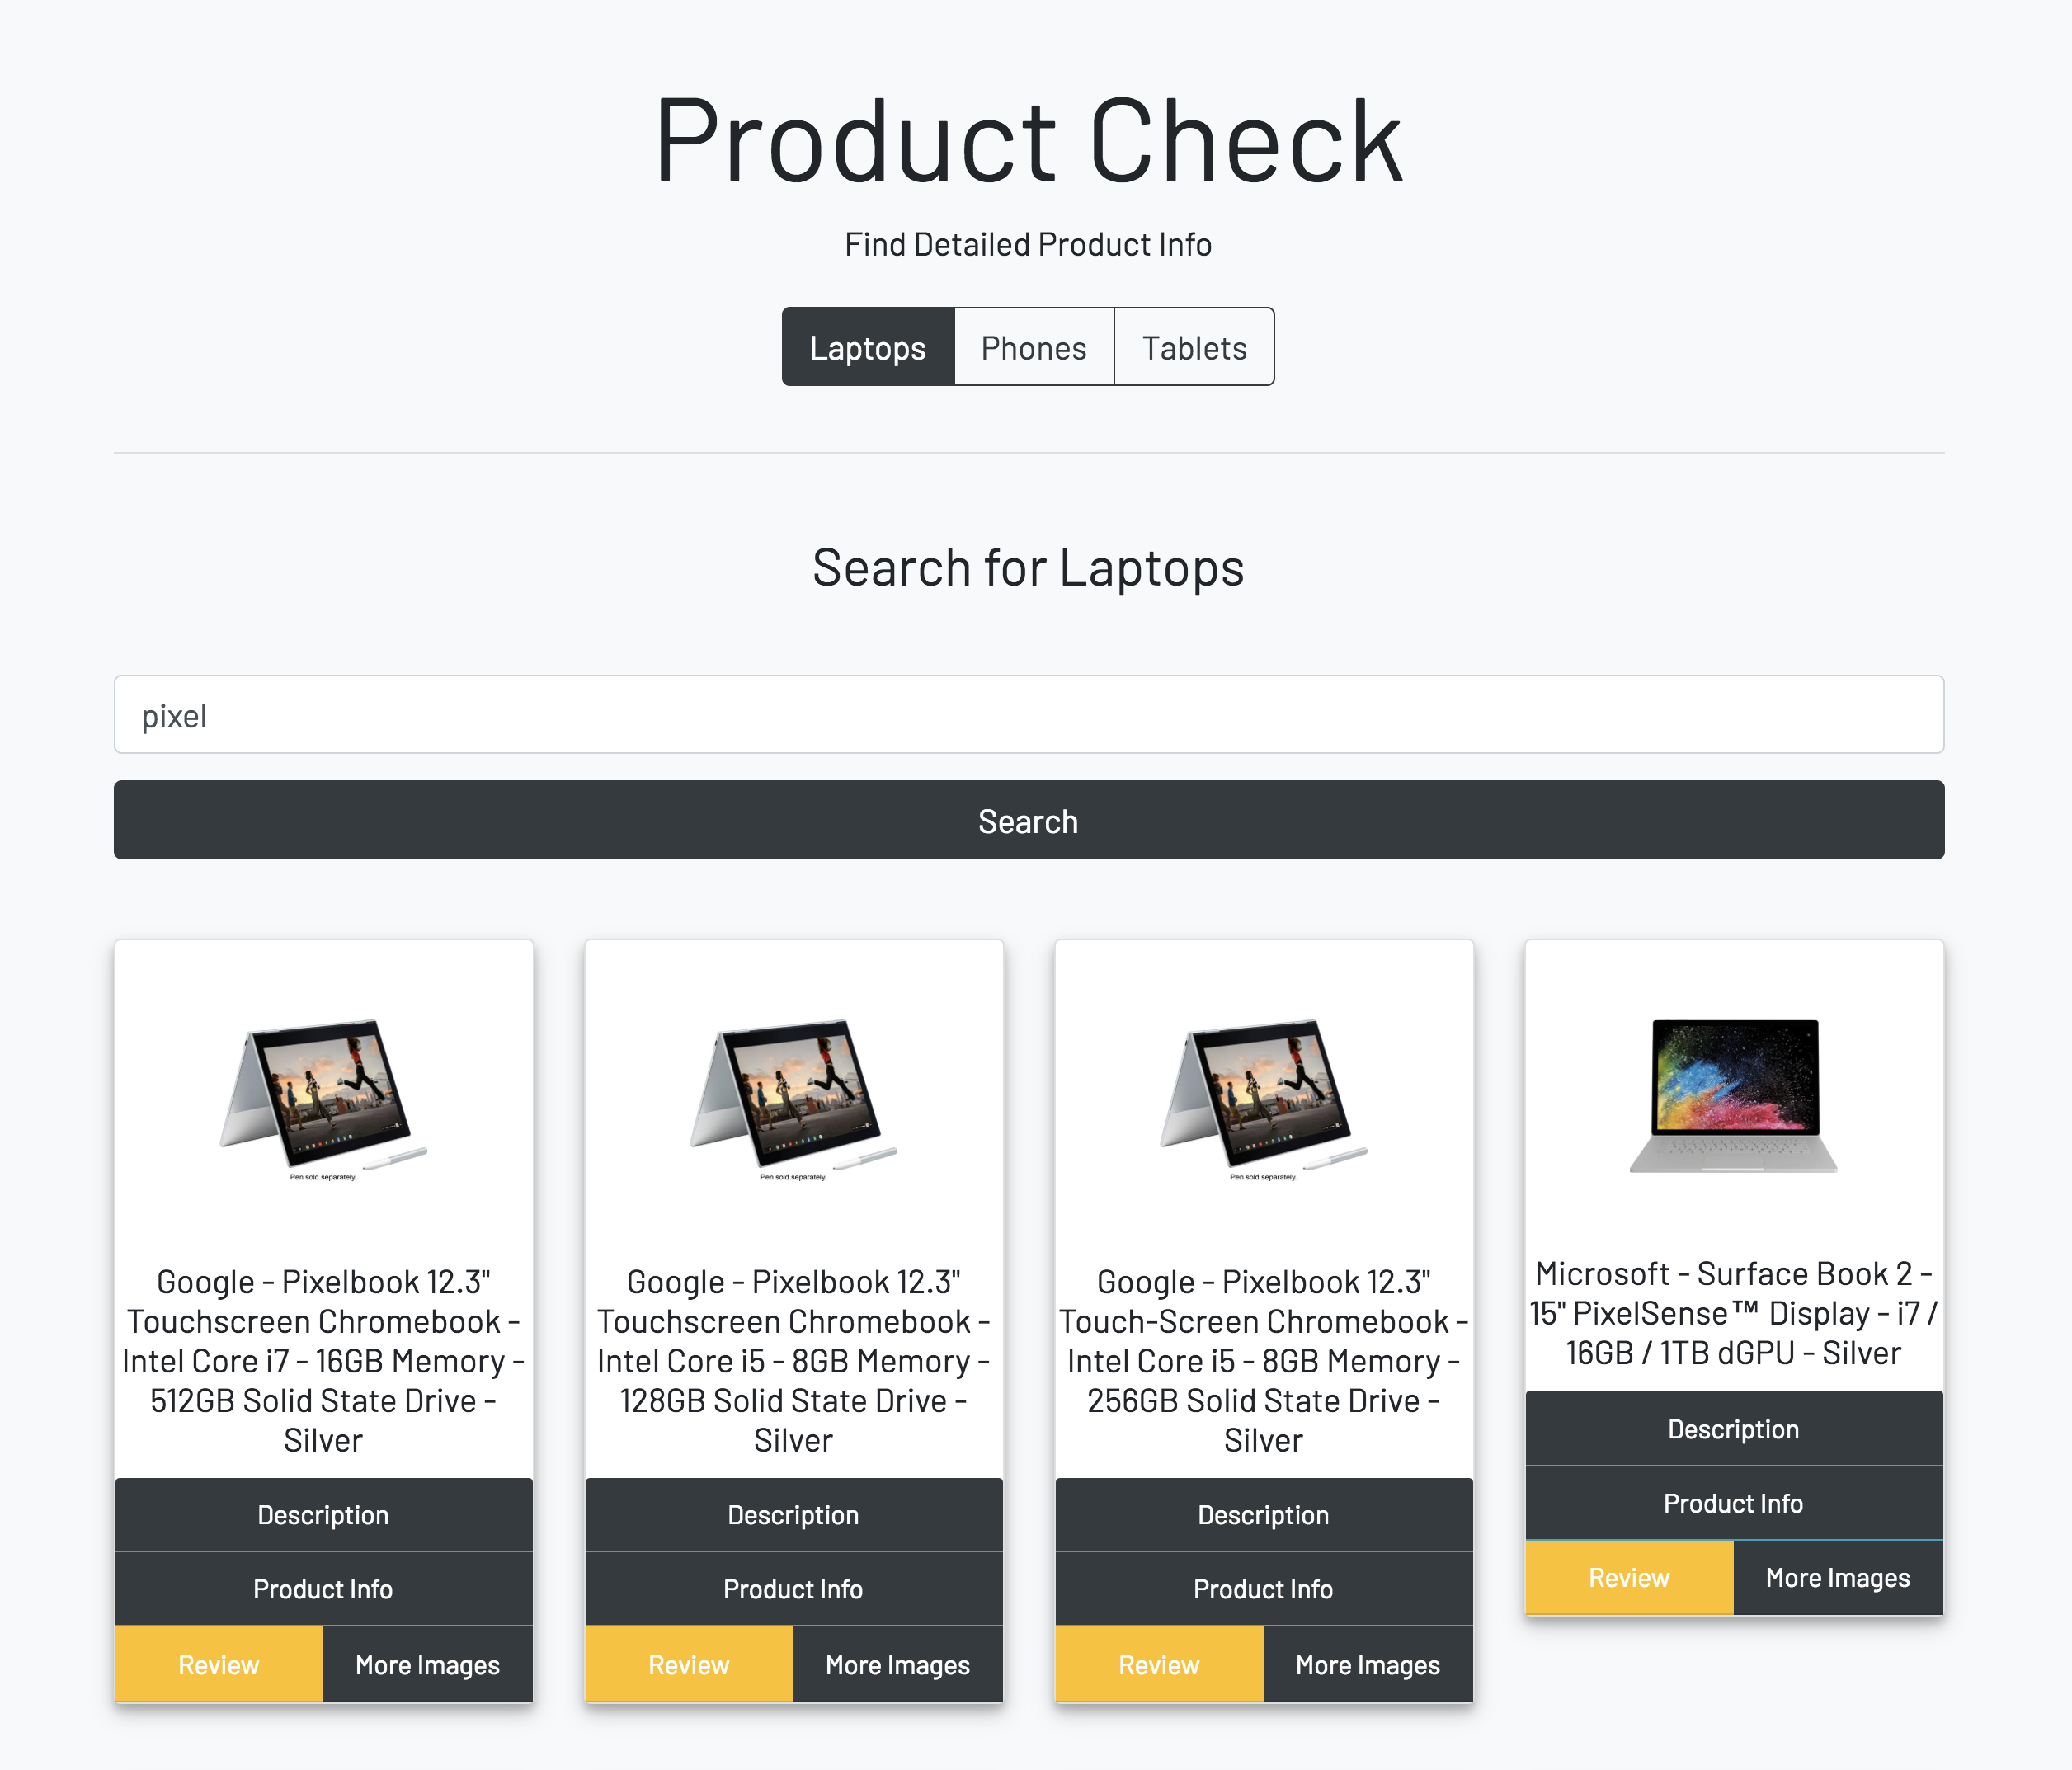 Product Check
Find Detailed Product Info
Laptops Phones Tablets
Search for Laptops
pixel
Search
Pen sold separately.
Google - Pixelbook 12.3"
Touchscreen Chromebook -
Intel Core i7 - 16GB Memory -
512GB Solid State Drive -
Silver
Description
Product Info
Review More Images
Pen sold separately.
Google - Pixelbook 12.3"
Touchscreen Chromebook -
Intel Core i5 - 8GB Memory -
128GB Solid State Drive -
Silver
Description
Product Info
Review More Images
Pen sold separately.
Google - Pixelbook 12.3"
Touch-Screen Chromebook -
Intel Core i5 - 8GB Memory -
256GB Solid State Drive -
Silver
Description
Product Info
Review More Images
Microsoft - Surface Book 2 -
15" PixelSense™ Display - i7 /
16GB / 1TB dGPU - Silver
Description
Product Info
Review More Images